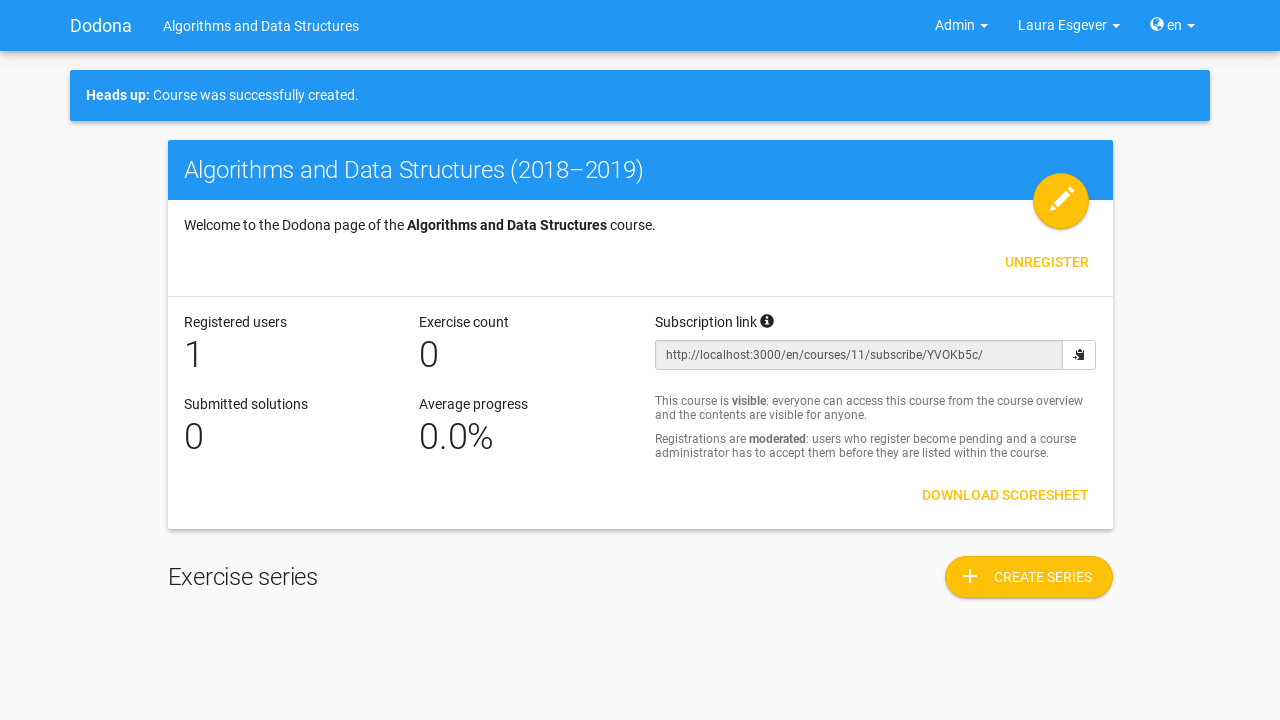 Dodona Algorithms and Data Structures Admin Laura Esgever en
Heads up: Course was successfully created.
Algorithms and Data Structures (2018–2019)
Welcome to the Dodona page of the Algorithms and Data Structures course.
UNREGISTER
Registered users
1
Exercise count
0
Subscription link
http://localhost:3000/en/courses/11/subscribe/YVOKb5c/
Submitted solutions
0
Average progress
0.0%
This course is visible: everyone can access this course from the course overview
and the contents are visible for anyone.
Registrations are moderated: users who register become pending and a course
administrator has to accept them before they are listed within the course.
DOWNLOAD SCORESHEET
Exercise series
CREATE SERIES